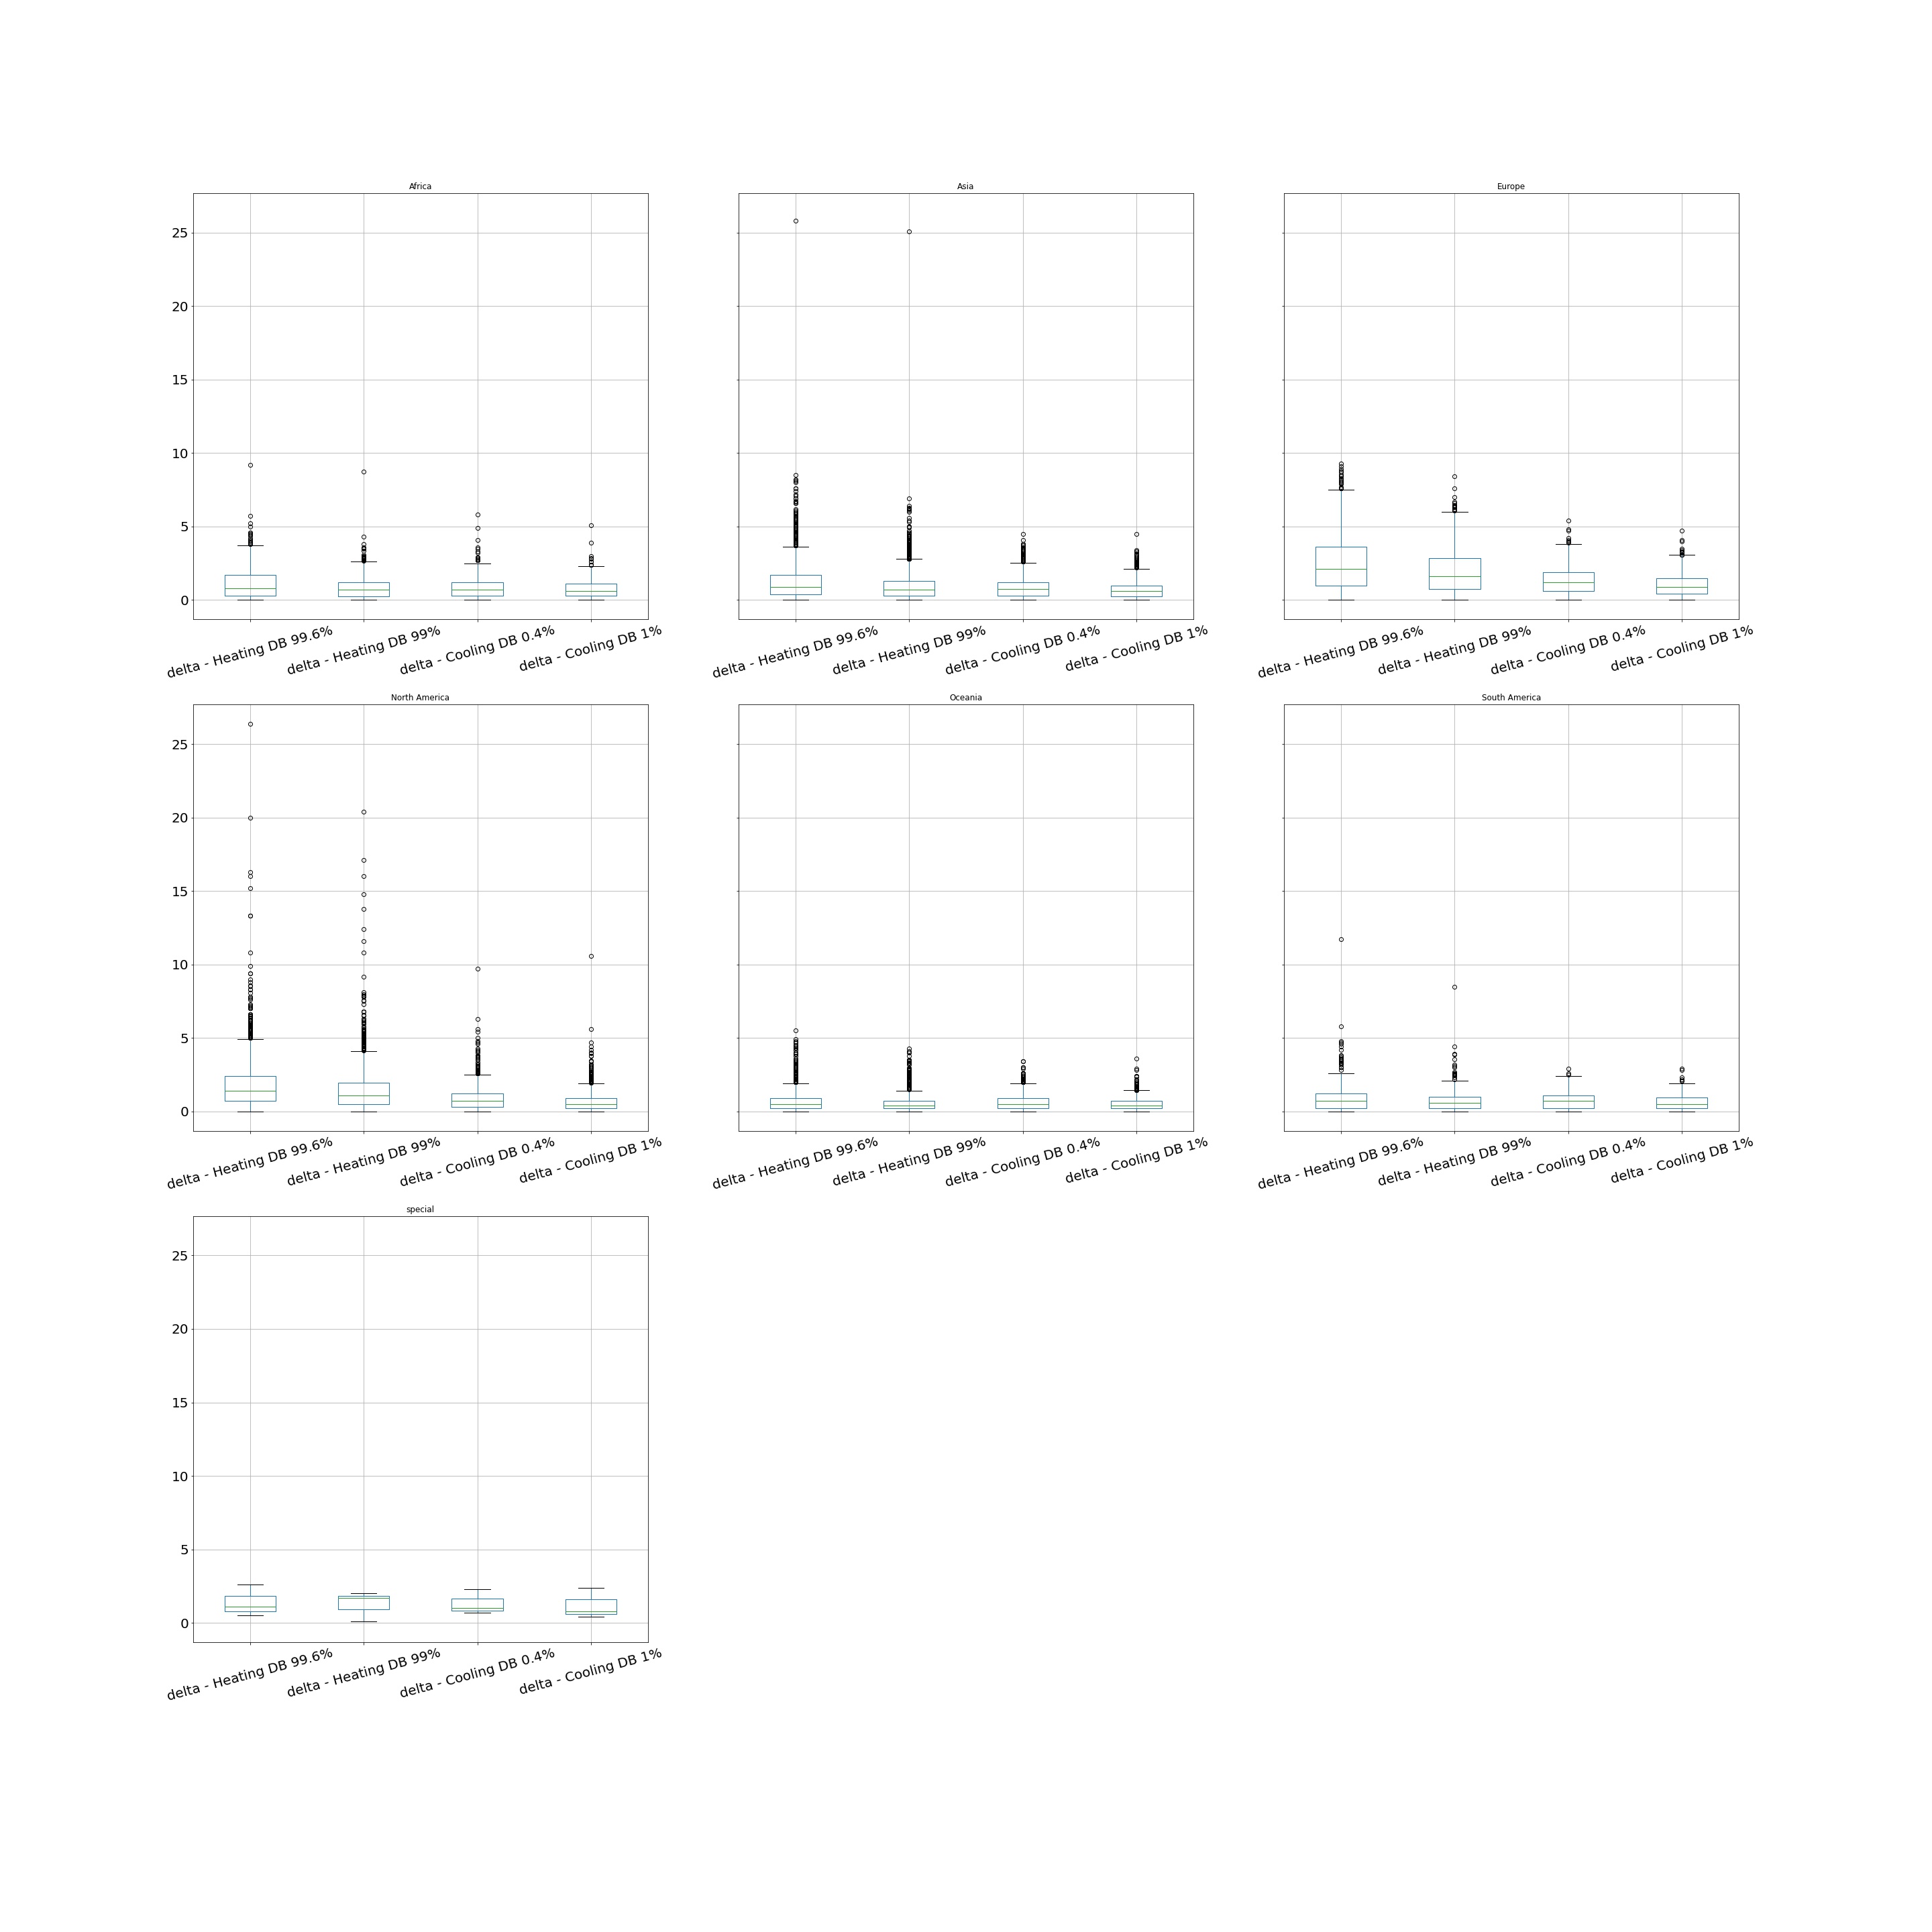 Africa
Asia
Europe
25
20
15
10
5
0
delta - Heating DB 99.6%
delta - Heating DB 99%
delta - Cooling DB 0.4%
delta - Cooling DB 1%
delta - Heating DB 99.6%
delta - Heating DB 99%
delta - Cooling DB 0.4%
delta - Cooling DB 1%
delta - Heating DB 99.6%
delta - Heating DB 99%
delta - Cooling DB 0.4%
delta - Cooling DB 1%
North America
Oceania
South America
25
20
15
10
5
0
delta - Heating DB 99.6%
delta - Heating DB 99%
delta - Cooling DB 0.4%
delta - Cooling DB 1%
delta - Heating DB 99.6%
delta - Heating DB 99%
delta - Cooling DB 0.4%
delta - Cooling DB 1%
delta - Heating DB 99.6%
delta - Heating DB 99%
delta - Cooling DB 0.4%
delta - Cooling DB 1%
special
25
20
15
10
5
0
delta - Heating DB 99.6%
delta - Heating DB 99%
delta - Cooling DB 0.4%
delta - Cooling DB 1%